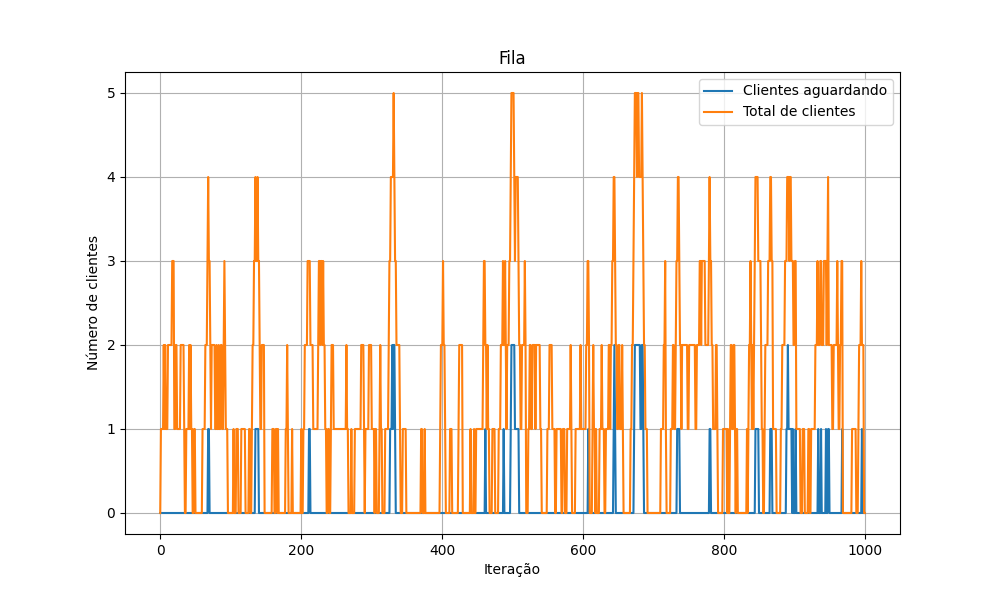 Fila
Clientes aguardando
Total de clientes
Número de clientes
5
4
3
2
1
0
0 200 400 600 800 1000
Iteração